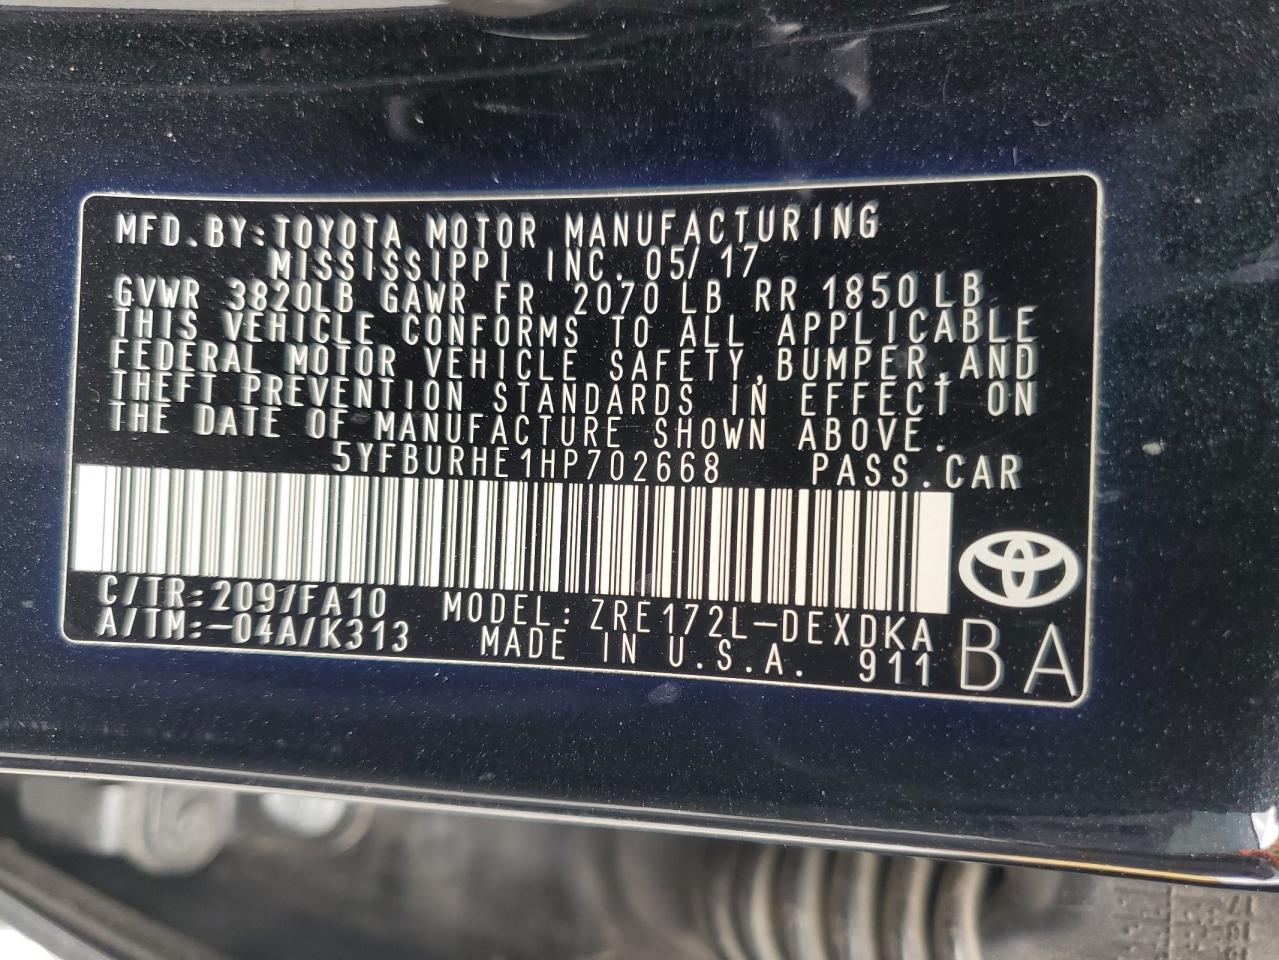 MFD.BY:TOYOTA MOTOR MANUFACTURING
MISSISSIPPI INC. 05/17
GVWR 3820LB GAWR FR 2070 LB RR 1850 LB
THIS VEHICLE CONFORMS TO ALL APPLICABLE
FEDERAL MOTOR VEHICLE SAFETY,BUMPER,AND
THEFT PREVENTION STANDARDS IN EFFECT ON
THE DATE OF MANUFACTURE SHOWN ABOVE.
5YFBURHE1HP702668 PASS.CAR
C/TR:209/FA10 MODEL:ZRE172L-DEXDKA
A/TM:-04A/K313 MADE IN U.S.A. 911 BA